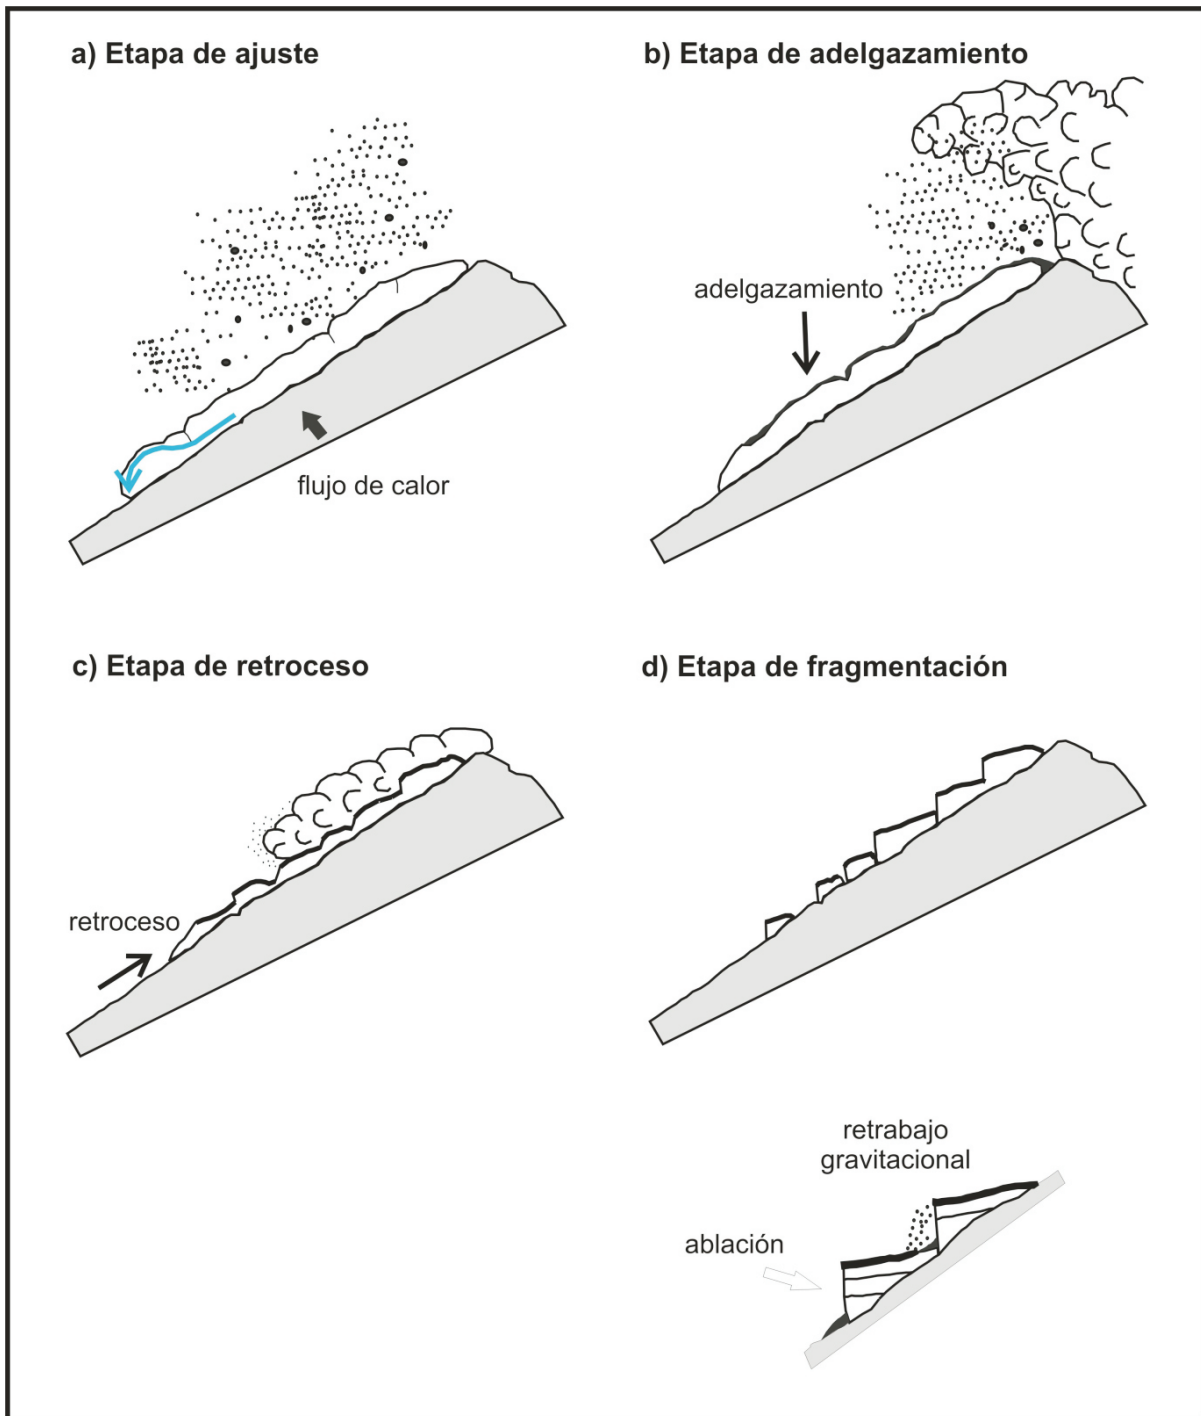 a) Etapa de ajuste
b) Etapa de adelgazamiento
adelgazamiento
flujo de calor
c) Etapa de retroceso
d) Etapa de fragmentación
retroceso
retrabajo
gravitacional
ablación